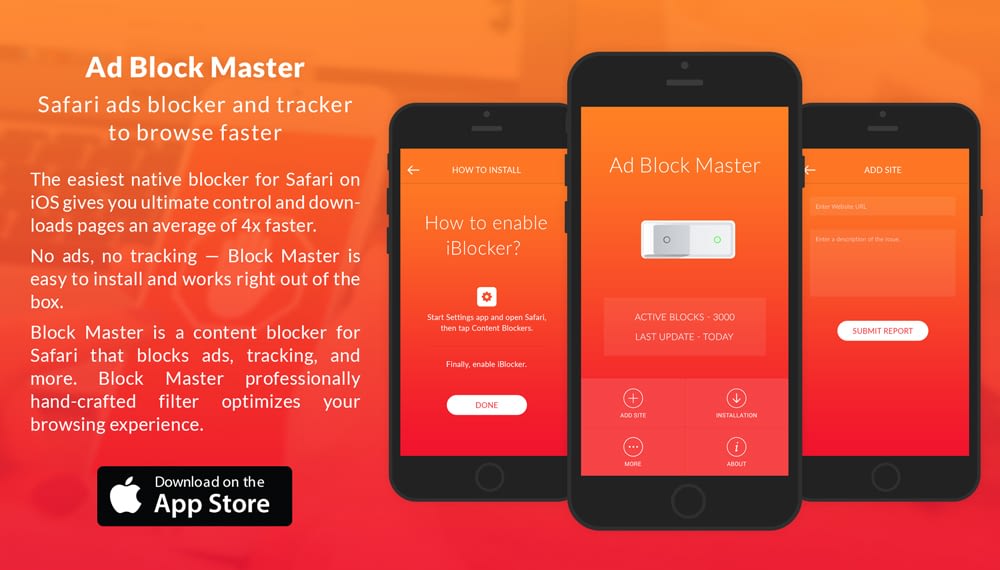 Ad Block Master
Safari ads blocker and tracker
to browse faster
The easiest native blocker for Safari on
iOS gives you ultimate control and down-
loads pages an average of 4x faster.
No ads, no tracking — Block Master is
easy to install and works right out of the
box.
Block Master is a content blocker for
Safari that blocks ads, tracking, and
more. Block Master professionally
hand-crafted filter optimizes your
browsing experience.
Download on the
App Store
HOW TO INSTALL
How to enable
iBlocker?
Start Settings app and open Safari,
then tap Content Blockers.
Finally, enable iBlocker.
DONE
Ad Block Master
ACTIVE BLOCKS - 3000
LAST UPDATE - TODAY
ADD SITE
INSTALLATION
MORE
ABOUT
ADD SITE
Enter Website URL
Enter a description of the issue.
SUBMIT REPORT